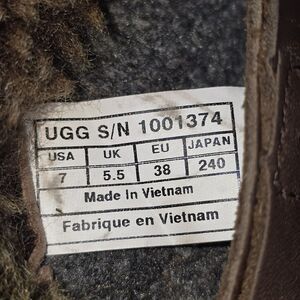 UGG S/N 1001374
USA UK EU JAPAN
7 5.5 38 240
Made In Vietnam
Fabrique en Vietnam